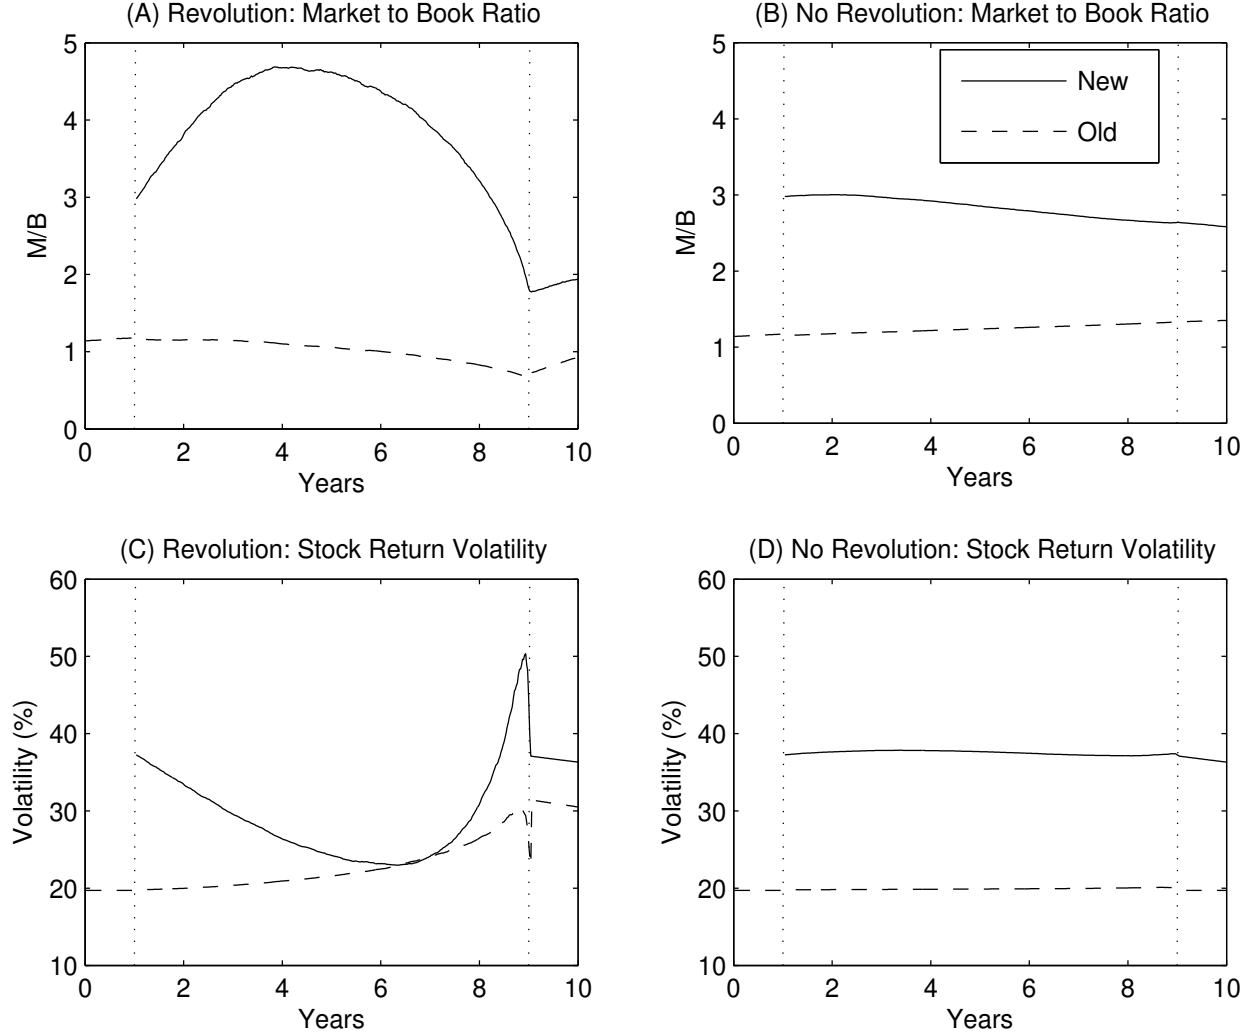 (A) Revolution: Market to Book Ratio
5
4
3
2
1
0
M/B
0 2 4 6 8 10
Years
(B) No Revolution: Market to Book Ratio
5
4
3
2
1
0
M/B
New
Old
0 2 4 6 8 10
Years
(C) Revolution: Stock Return Volatility
60
50
40
30
20
10
Volatility (%)
0 2 4 6 8 10
Years
(D) No Revolution: Stock Return Volatility
60
50
40
30
20
10
Volatility (%)
0 2 4 6 8 10
Years